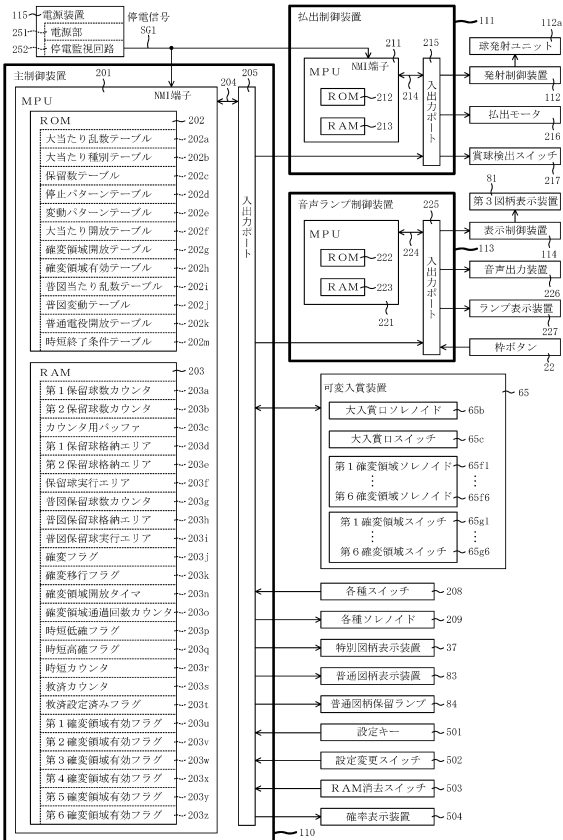 115
電源装置
251
電源部
252
停電監視回路
停電信号
SG1
主制御装置
201
NMI端子
204
205
MPU
ROM
202
大当たり乱数テーブル
202a
大当たり種別テーブル
202b
保留数テーブル
202c
停止パターンテーブル
202d
変動パターンテーブル
202e
大当たり開放テーブル
202f
確変領域開放テーブル
202g
確変領域有効テーブル
202h
普図当たり乱数テーブル
202i
普図変動テーブル
202j
普通電役開放テーブル
202k
時短終了条件テーブル
202m
入出力ポート
RAM
203
第1保留球数カウンタ
203a
第2保留球数カウンタ
203b
カウンタ用バッファ
203c
第1保留球格納エリア
203d
第2保留球格納エリア
203e
保留球実行エリア
203f
普図保留球数カウンタ
203g
普図保留球格納エリア
203h
普図保留球実行エリア
203i
確変フラグ
203j
確変移行フラグ
203k
確変領域開放タイマ
203n
確変領域通過回数カウンタ
203o
時短低確フラグ
203p
時短高確フラグ
203q
時短カウンタ
203r
救済カウンタ
203s
救済設定済みフラグ
203t
第1確変領域有効フラグ
203u
第2確変領域有効フラグ
203v
第3確変領域有効フラグ
203w
第4確変領域有効フラグ
203x
第5確変領域有効フラグ
203y
第6確変領域有効フラグ
203z
110
払出制御装置
111
211
215
NMI端子
MPU
ROM
212
RAM
213
214
入出力ポート
112a
球発射ユニット
発射制御装置
112
払出モータ
216
賞球検出スイッチ
217
音声ランプ制御装置
225
113
MPU
ROM
222
RAM
223
224
221
入出力ポート
81
第3図柄表示装置
表示制御装置
114
音声出力装置
226
ランプ表示装置
227
枠ボタン
22
可変入賞装置
65
大入賞口ソレノイド
65b
大入賞口スイッチ
65c
第1確変領域ソレノイド
65f1
⋮
⋮
第6確変領域ソレノイド
65f6
第1確変領域スイッチ
65g1
⋮
⋮
第6確変領域スイッチ
65g6
各種スイッチ
208
各種ソレノイド
209
特別図柄表示装置
37
普通図柄表示装置
83
普通図柄保留ランプ
84
設定キー
501
設定変更スイッチ
502
RAM消去スイッチ
503
確率表示装置
504